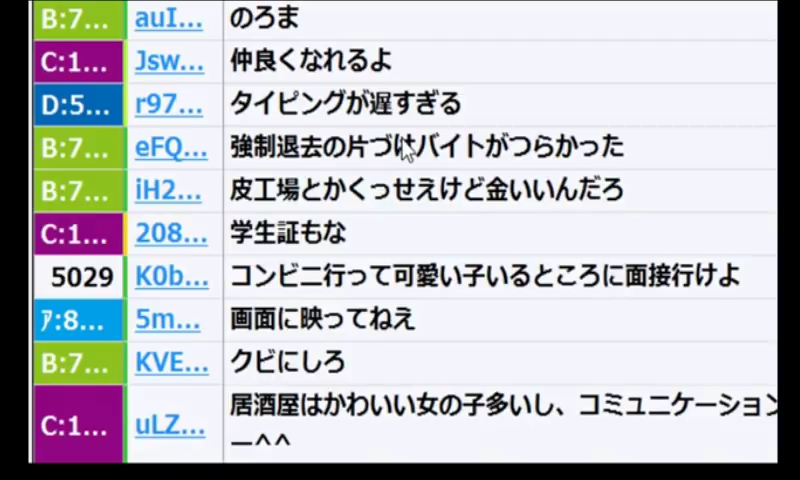 B:7... auI... のろま
C:1... Jsw... 仲良くなれるよ
D:5... r97... タイピングが遅すぎる
B:7... eFQ... 強制退去の片づけバイトがつらかった
B:7... iH2... 皮工場とかくっせえけど金いいんだろ
C:1... 208... 学生証もな
5029 K0b... コンビニ行って可愛い子いるところに面接行けよ
ｱ:8... 5m... 画面に映ってねえ
B:7... KVE... クビにしろ
C:1... uLZ... 居酒屋はかわいい女の子多いし、コミュニケーション
ー^^